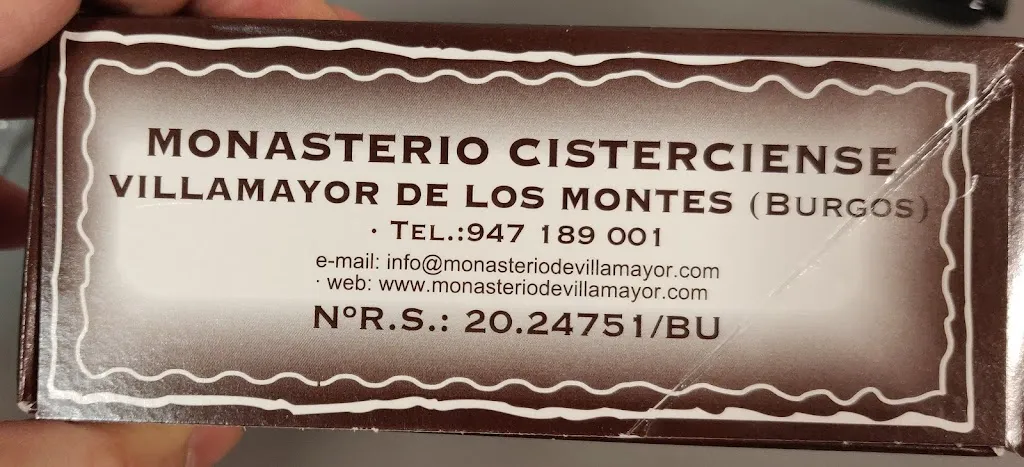 MONASTERIO CISTERCIENSE
VILLAMAYOR DE LOS MONTES (BURGOS)
· TEL.:947 189 001
e-mail: info@monasteriodevillamayor.com
· web: www.monasteriodevillamayor.com
NºR.S.: 20.24751/BU